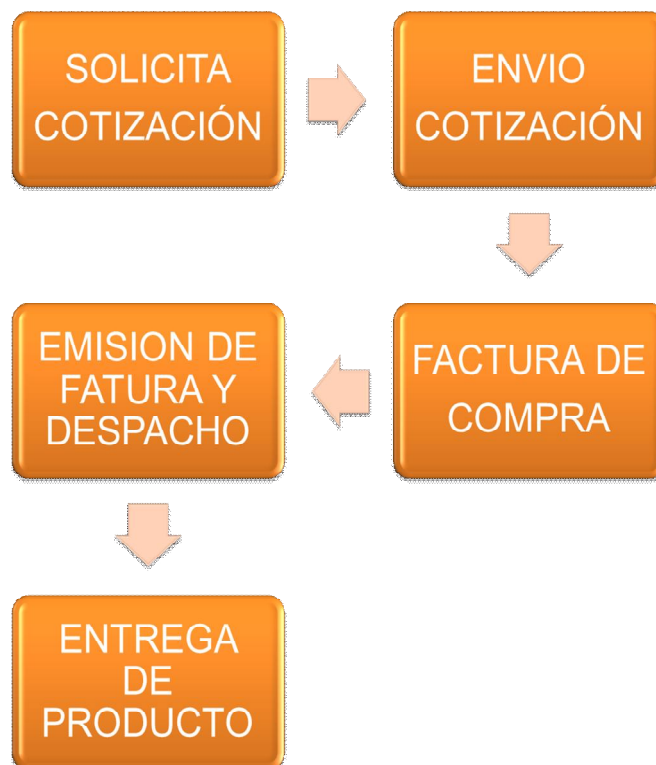 SOLICITA
COTIZACIÓN
ENVIO
COTIZACIÓN
FACTURA DE
COMPRA
EMISION DE
FATURA Y
DESPACHO
ENTREGA
DE
PRODUCTO